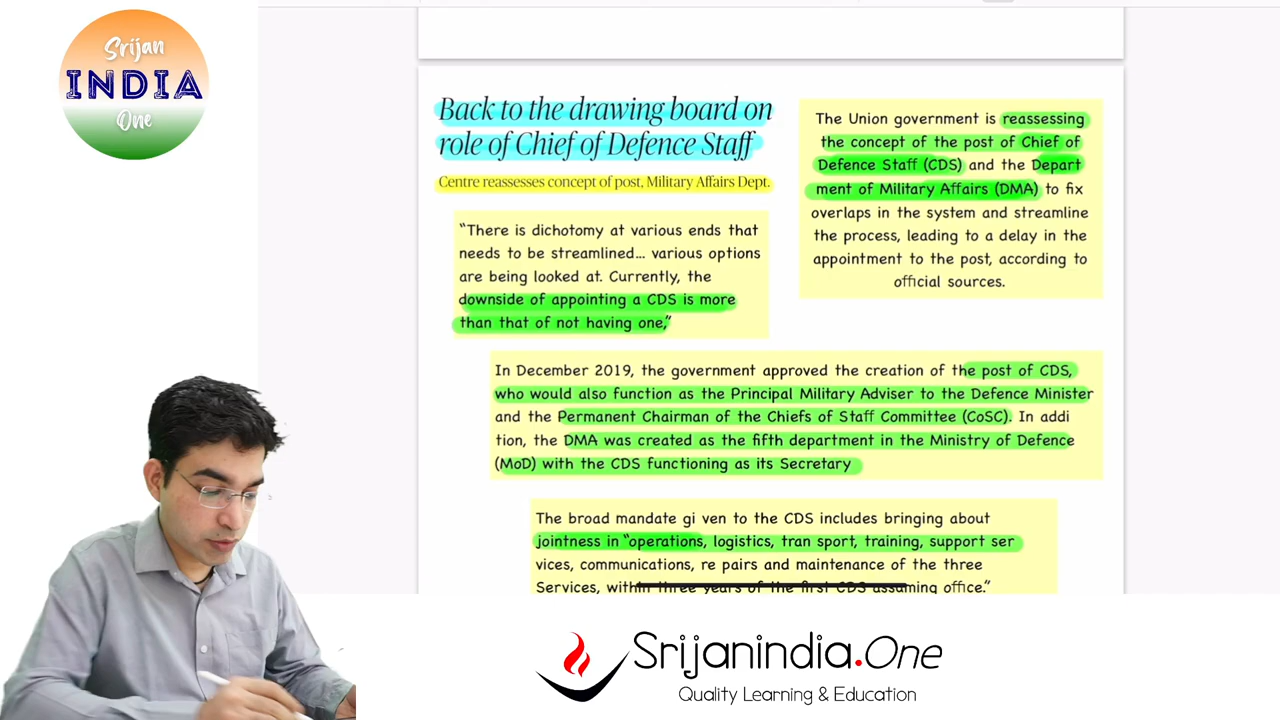 Srijan
INDIA
One
Back to the drawing board on
role of Chief of Defence Staff
Centre reassesses concept of post, Military Affairs Dept.
"There is dichotomy at various ends that
needs to be streamlined... various options
are being looked at. Currently, the
downside of appointing a CDS is more
than that of not having one,"
The Union government is reassessing
the concept of the post of Chief of
Defence Staff (CDS) and the Depart
ment of Military Affairs (DMA) to fix
overlaps in the system and streamline
the process, leading to a delay in the
appointment to the post, according to
official sources.
In December 2019, the government approved the creation of the post of CDS,
who would also function as the Principal Military Adviser to the Defence Minister
and the Permanent Chairman of the Chiefs of Staff Committee (CoSC). In addi
tion, the DMA was created as the fifth department in the Ministry of Defence
(MoD) with the CDS functioning as its Secretary
The broad mandate gi ven to the CDS includes bringing about
jointness in "operations, logistics, tran sport, training, support ser
vices, communications, re pairs and maintenance of the three
Services, within three years of the first CDS assuming office."
Srijanindia.One
Quality Learning & Education